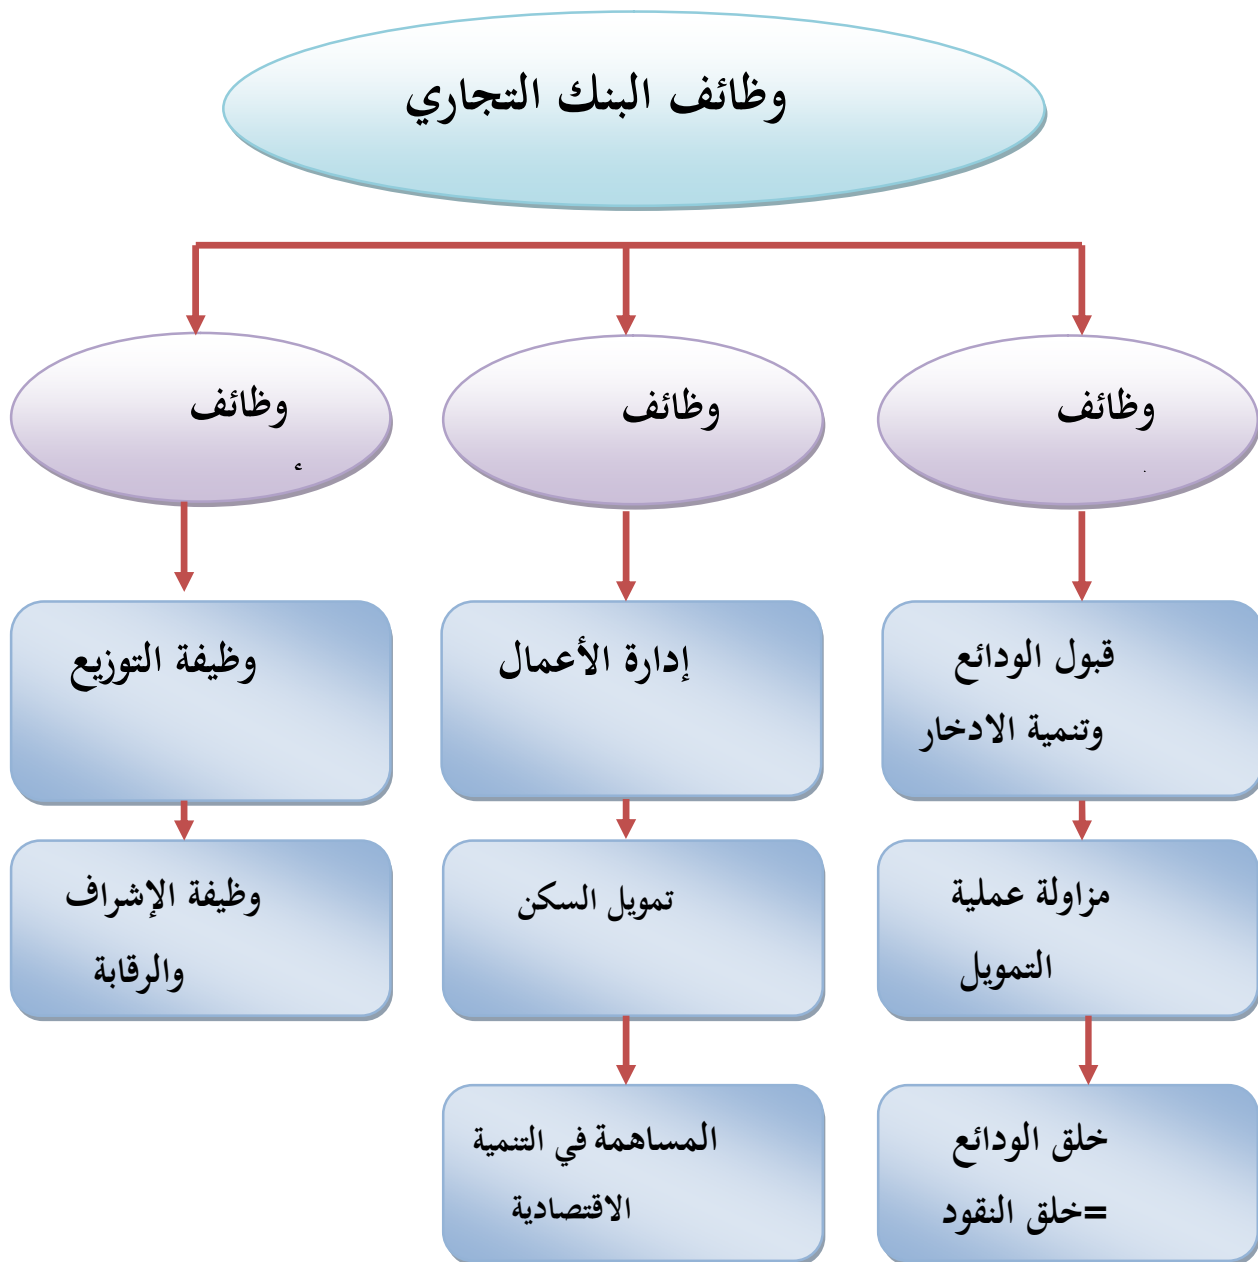 وظائف البنك التجاري
وظائف
وظائف
وظائف
قبول الودائع
وتنمية الادخار
إدارة الأعمال
وظيفة التوزيع
مزاولة عملية
التمويل
تمويل السكن
وظيفة الإشراف
والرقابة
خلق الودائع
=خلق النقود
المساهمة في التنمية
الاقتصادية